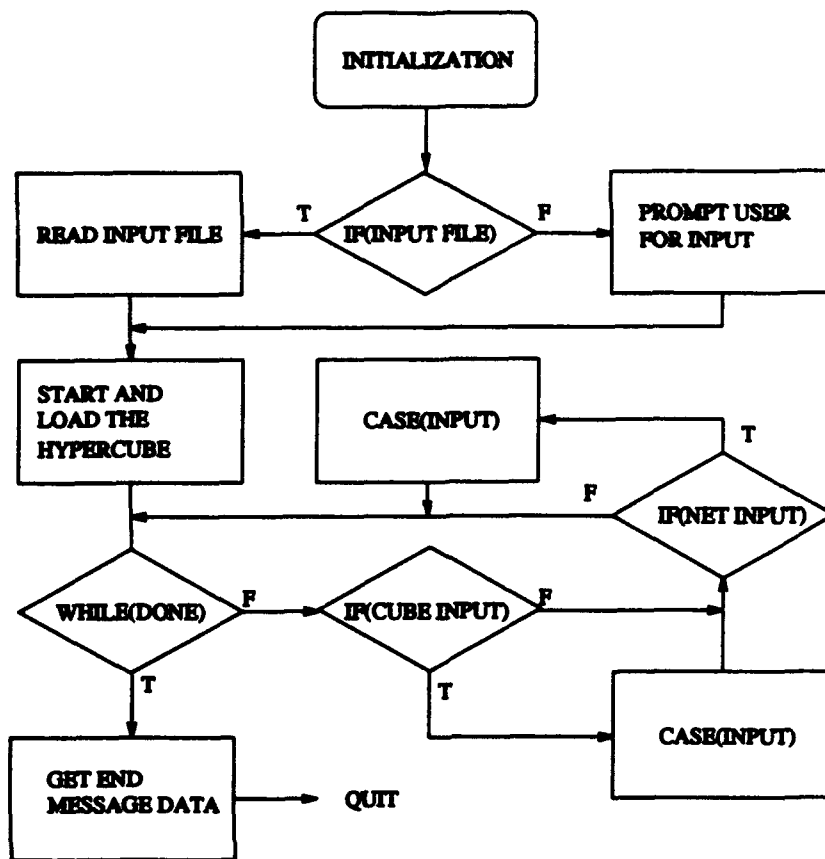 INITIALIZATION
READ INPUT FILE
T
IF(INPUT FILE)
F
PROMPT USER
FOR INPUT
START AND
LOAD THE
HYPERCUBE
CASE(INPUT)
T
F
IF(NET INPUT)
WHILE(DONE)
F
IF(CUBE INPUT)
F
T
T
CASE(INPUT)
GET END
MESSAGE DATA
QUIT